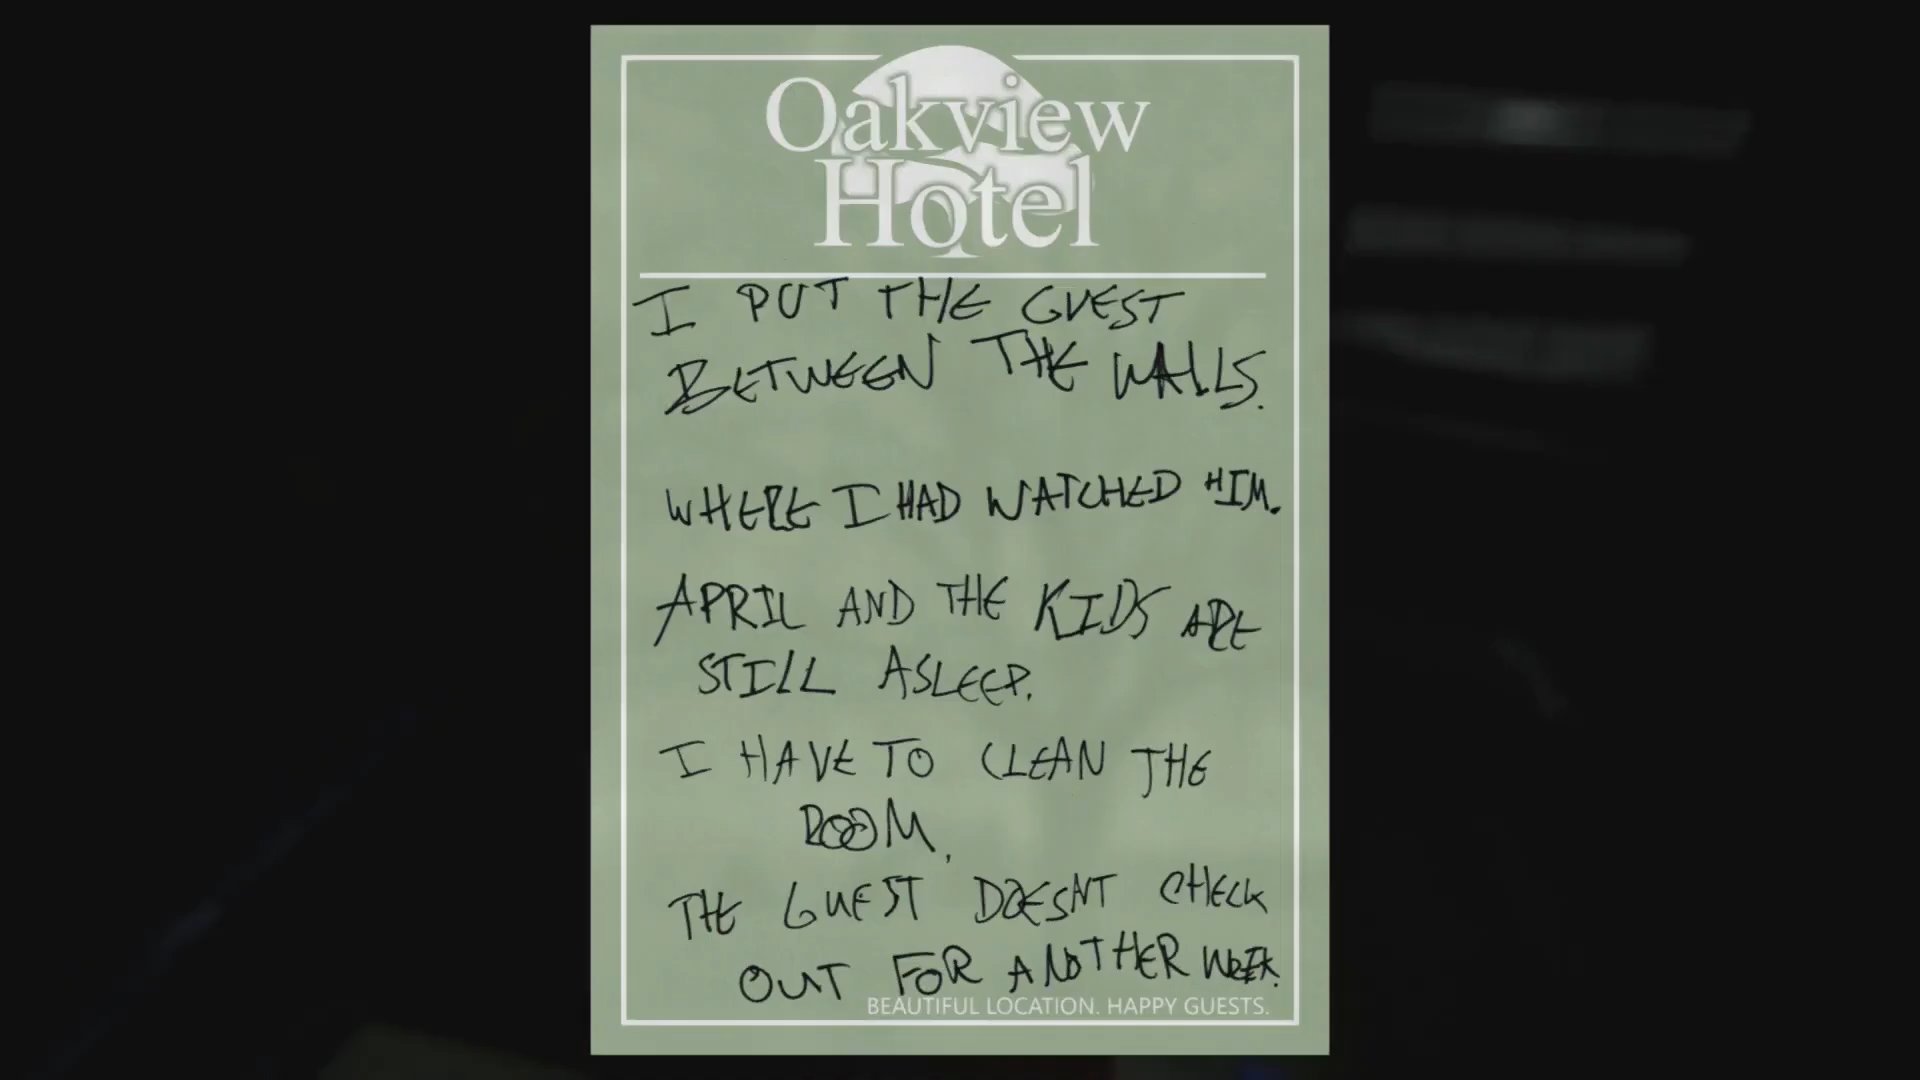 Oakview
Hotel
I PUT THE GUEST
BETWEEN THE WALLS.
WHERE I HAD WATCHED HIM.
APRIL AND THE KIDS ARE
STILL ASLEEP.
I HAVE TO CLEAN THE
ROOM.
THE GUEST DOESNT CHECK
OUT FOR ANOTHER WEEK.
BEAUTIFUL LOCATION. HAPPY GUESTS.